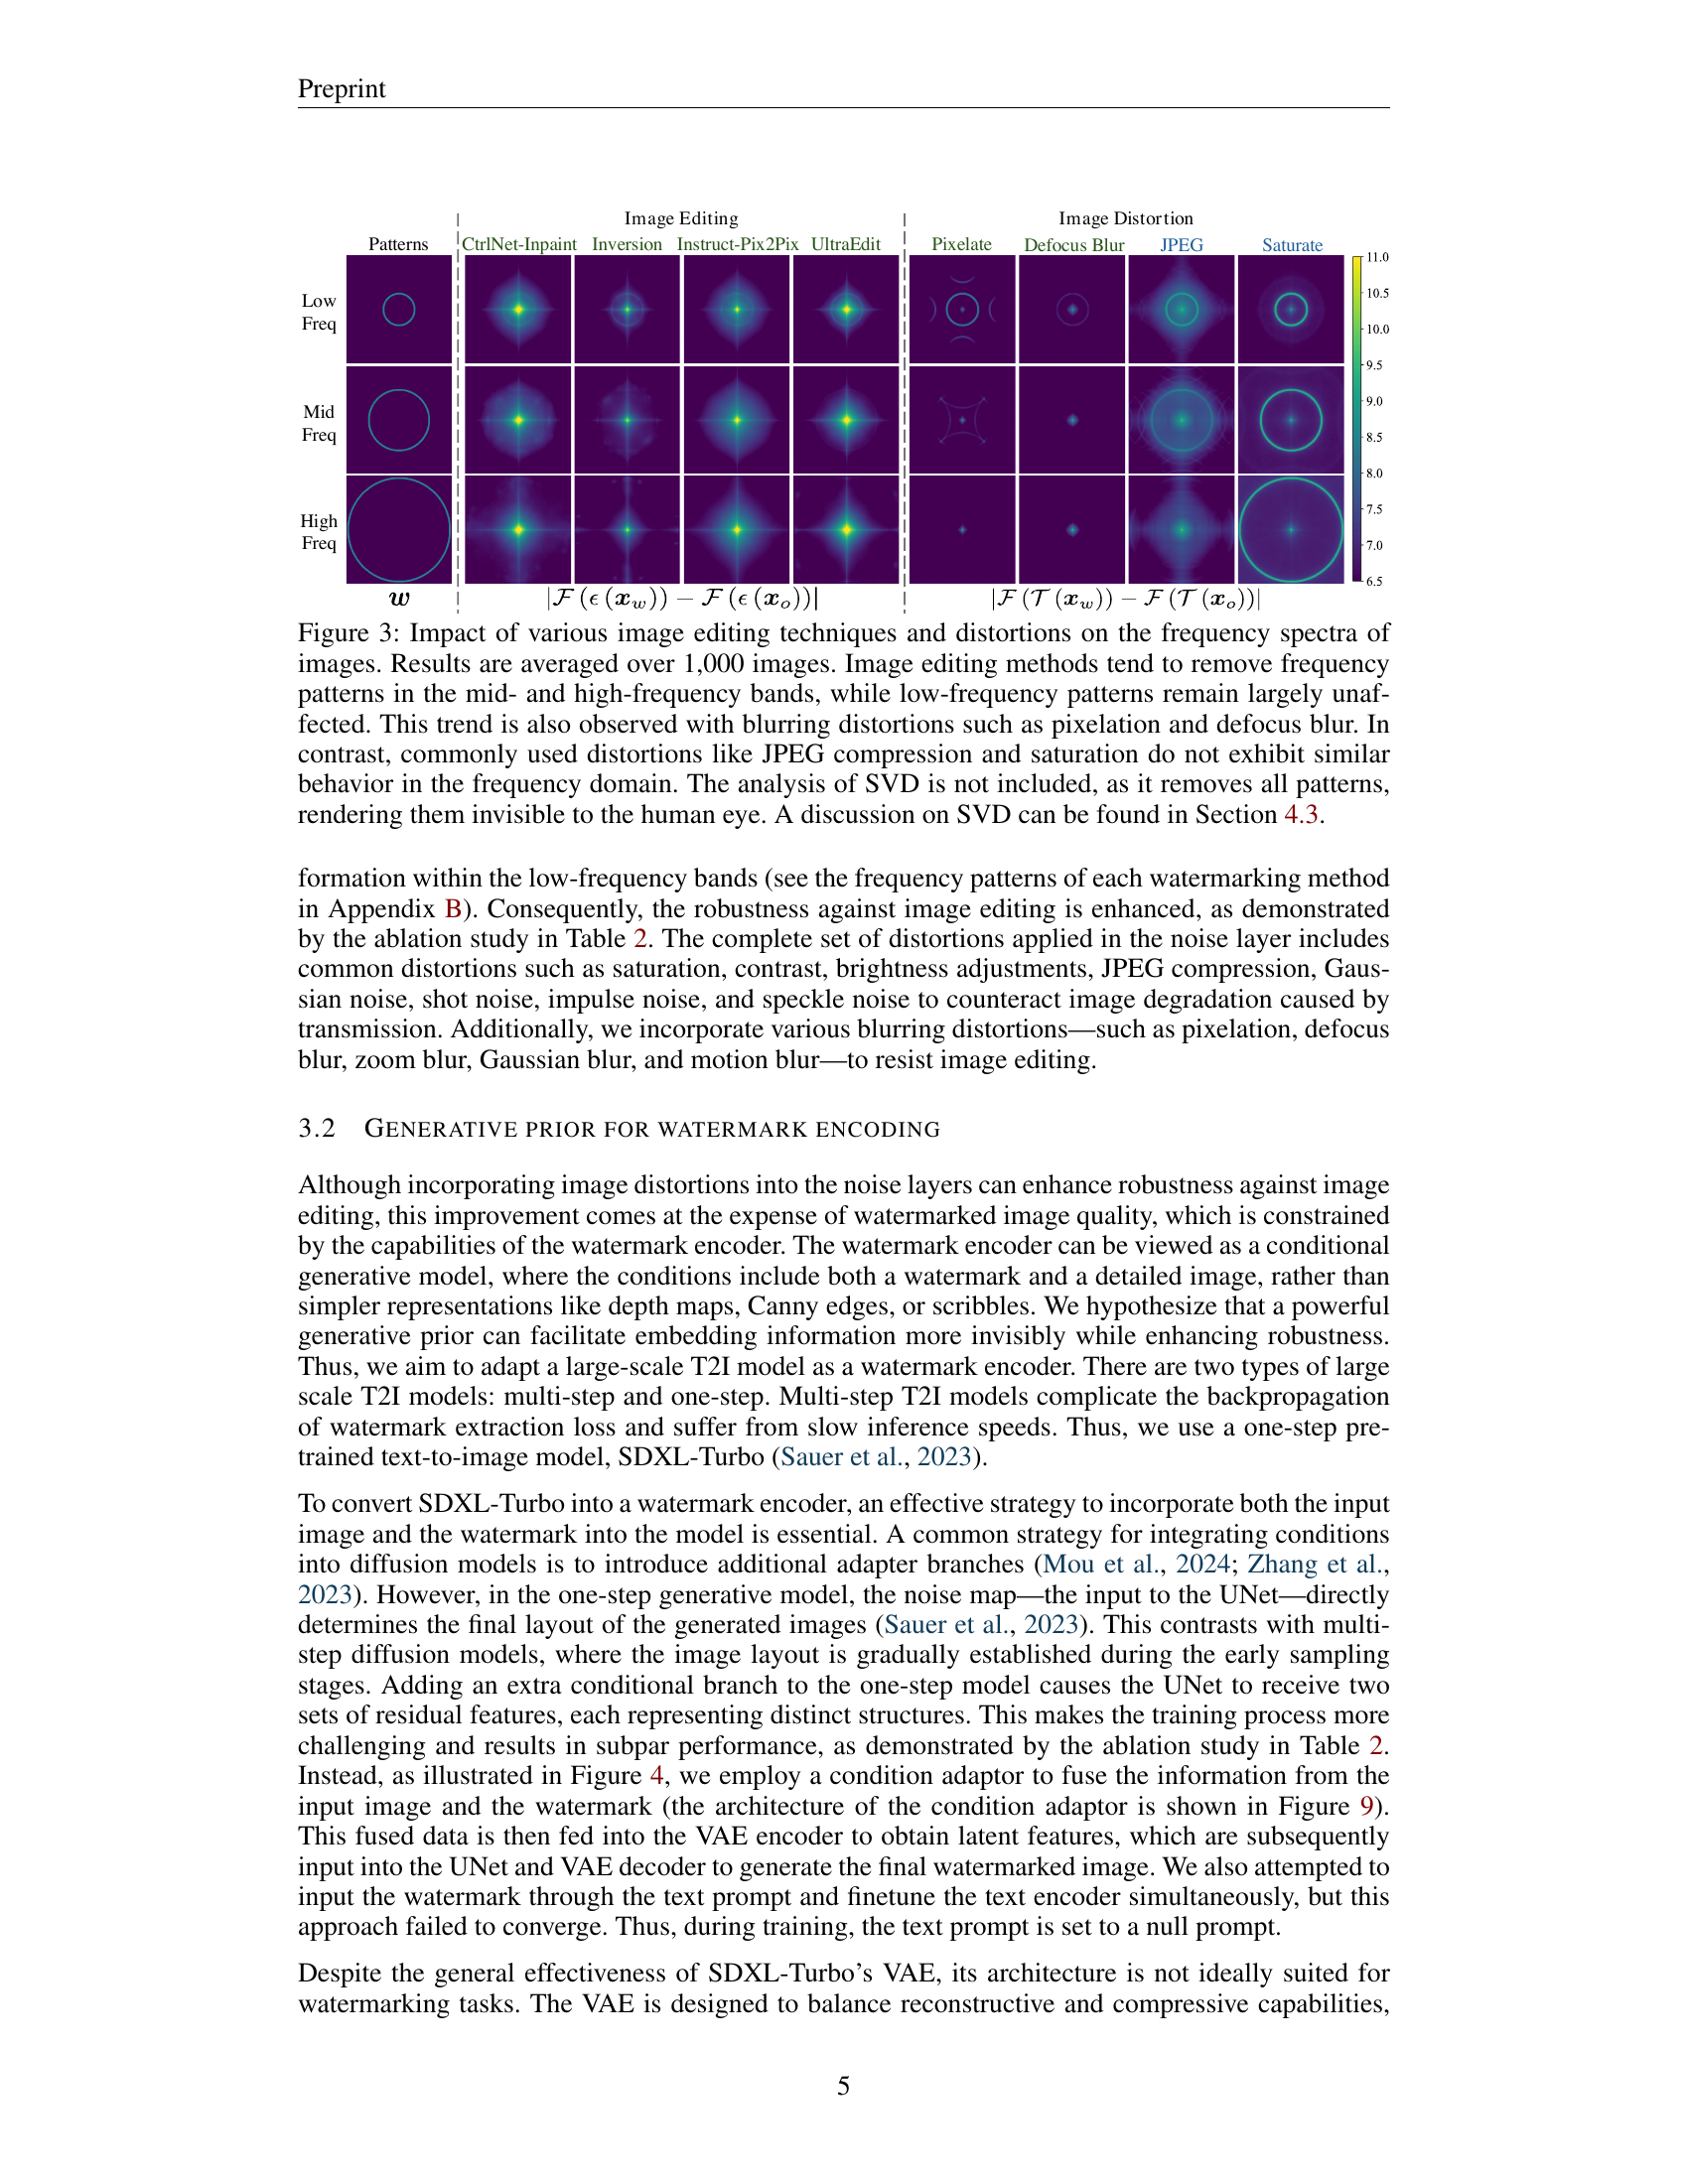 Preprint
Image Editing
Image Distortion
Patterns
CtrlNet-Inpaint
Inversion
Instruct-Pix2Pix
UltraEdit
Pixelate
Defocus Blur
JPEG
Saturate
Low
Freq
Mid
Freq
High
Freq
11.0
10.5
10.0
9.5
9.0
8.5
8.0
7.5
7.0
6.5
w
|F (ϵ (x_w)) − F (ϵ (x_o))|
|F (T (x_w)) − F (T (x_o))|
Figure 3: Impact of various image editing techniques and distortions on the frequency spectra of
images. Results are averaged over 1,000 images. Image editing methods tend to remove frequency
patterns in the mid- and high-frequency bands, while low-frequency patterns remain largely unaf-
fected. This trend is also observed with blurring distortions such as pixelation and defocus blur. In
contrast, commonly used distortions like JPEG compression and saturation do not exhibit similar
behavior in the frequency domain. The analysis of SVD is not included, as it removes all patterns,
rendering them invisible to the human eye. A discussion on SVD can be found in Section 4.3.
formation within the low-frequency bands (see the frequency patterns of each watermarking method
in Appendix B). Consequently, the robustness against image editing is enhanced, as demonstrated
by the ablation study in Table 2. The complete set of distortions applied in the noise layer includes
common distortions such as saturation, contrast, brightness adjustments, JPEG compression, Gaus-
sian noise, shot noise, impulse noise, and speckle noise to counteract image degradation caused by
transmission. Additionally, we incorporate various blurring distortions—such as pixelation, defocus
blur, zoom blur, Gaussian blur, and motion blur—to resist image editing.
3.2 GENERATIVE PRIOR FOR WATERMARK ENCODING
Although incorporating image distortions into the noise layers can enhance robustness against image
editing, this improvement comes at the expense of watermarked image quality, which is constrained
by the capabilities of the watermark encoder. The watermark encoder can be viewed as a conditional
generative model, where the conditions include both a watermark and a detailed image, rather than
simpler representations like depth maps, Canny edges, or scribbles. We hypothesize that a powerful
generative prior can facilitate embedding information more invisibly while enhancing robustness.
Thus, we aim to adapt a large-scale T2I model as a watermark encoder. There are two types of large
scale T2I models: multi-step and one-step. Multi-step T2I models complicate the backpropagation
of watermark extraction loss and suffer from slow inference speeds. Thus, we use a one-step pre-
trained text-to-image model, SDXL-Turbo (Sauer et al., 2023).
To convert SDXL-Turbo into a watermark encoder, an effective strategy to incorporate both the input
image and the watermark into the model is essential. A common strategy for integrating conditions
into diffusion models is to introduce additional adapter branches (Mou et al., 2024; Zhang et al.,
2023). However, in the one-step generative model, the noise map—the input to the UNet—directly
determines the final layout of the generated images (Sauer et al., 2023). This contrasts with multi-
step diffusion models, where the image layout is gradually established during the early sampling
stages. Adding an extra conditional branch to the one-step model causes the UNet to receive two
sets of residual features, each representing distinct structures. This makes the training process more
challenging and results in subpar performance, as demonstrated by the ablation study in Table 2.
Instead, as illustrated in Figure 4, we employ a condition adaptor to fuse the information from the
input image and the watermark (the architecture of the condition adaptor is shown in Figure 9).
This fused data is then fed into the VAE encoder to obtain latent features, which are subsequently
input into the UNet and VAE decoder to generate the final watermarked image. We also attempted to
input the watermark through the text prompt and finetune the text encoder simultaneously, but this
approach failed to converge. Thus, during training, the text prompt is set to a null prompt.
Despite the general effectiveness of SDXL-Turbo's VAE, its architecture is not ideally suited for
watermarking tasks. The VAE is designed to balance reconstructive and compressive capabilities,
5